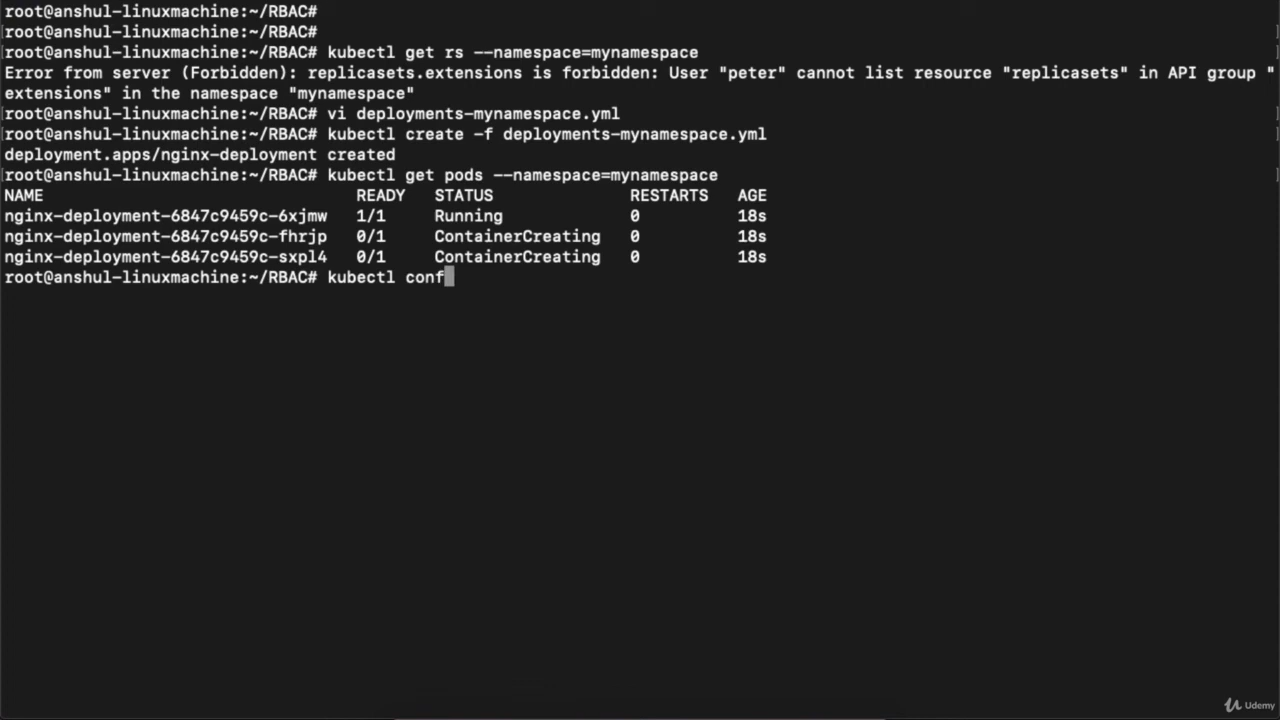 root@anshul-linuxmachine:~/RBAC#
root@anshul-linuxmachine:~/RBAC#
root@anshul-linuxmachine:~/RBAC# kubectl get rs --namespace=mynamespace
Error from server (Forbidden): replicasets.extensions is forbidden: User "peter" cannot list resource "replicasets" in API group "
extensions" in the namespace "mynamespace"
root@anshul-linuxmachine:~/RBAC# vi deployments-mynamespace.yml
root@anshul-linuxmachine:~/RBAC# kubectl create -f deployments-mynamespace.yml
deployment.apps/nginx-deployment created
root@anshul-linuxmachine:~/RBAC# kubectl get pods --namespace=mynamespace
NAME READY STATUS RESTARTS AGE
nginx-deployment-6847c9459c-6xjmw 1/1 Running 0 18s
nginx-deployment-6847c9459c-fhrjp 0/1 ContainerCreating 0 18s
nginx-deployment-6847c9459c-sxpl4 0/1 ContainerCreating 0 18s
root@anshul-linuxmachine:~/RBAC# kubectl conf
Udemy